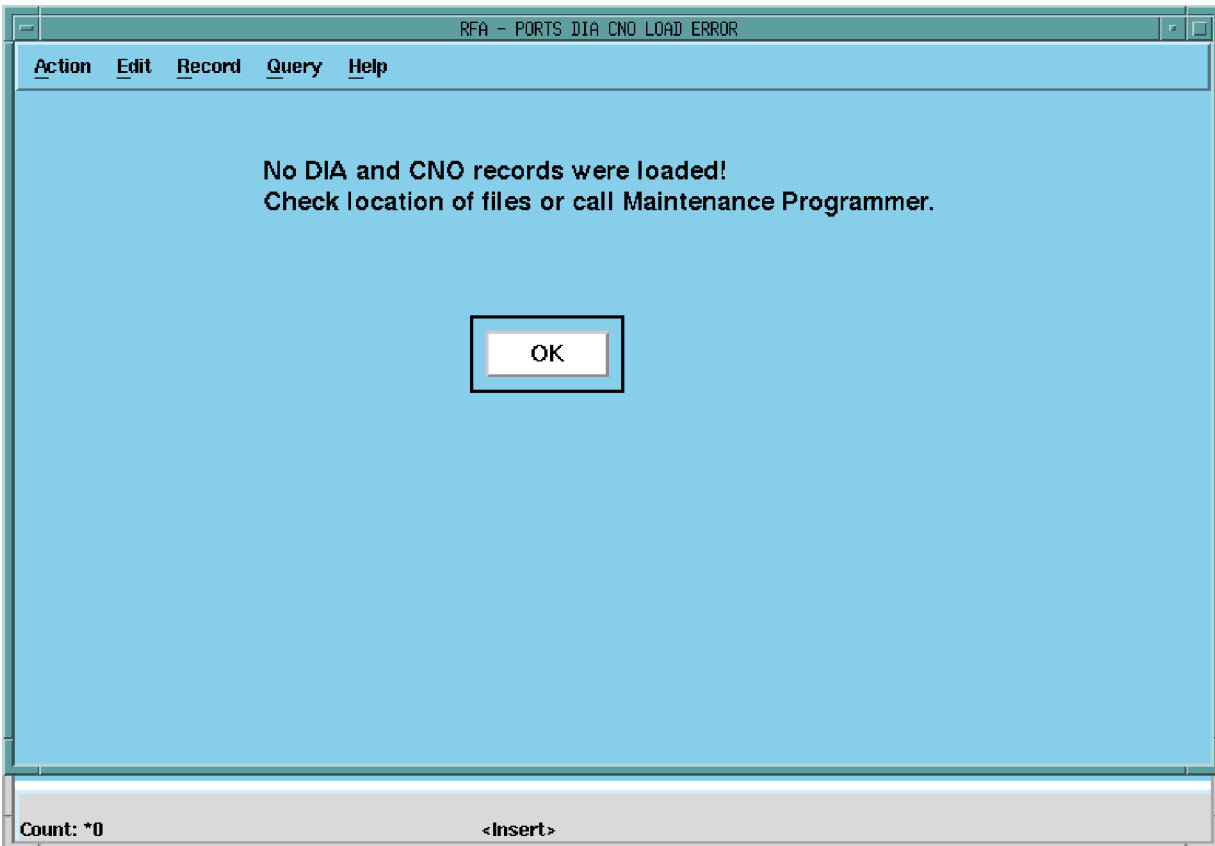 RFA - PORTS DIA CNO LOAD ERROR
Action Edit Record Query Help
No DIA and CNO records were loaded!
Check location of files or call Maintenance Programmer.
OK
Count: *0 <Insert>